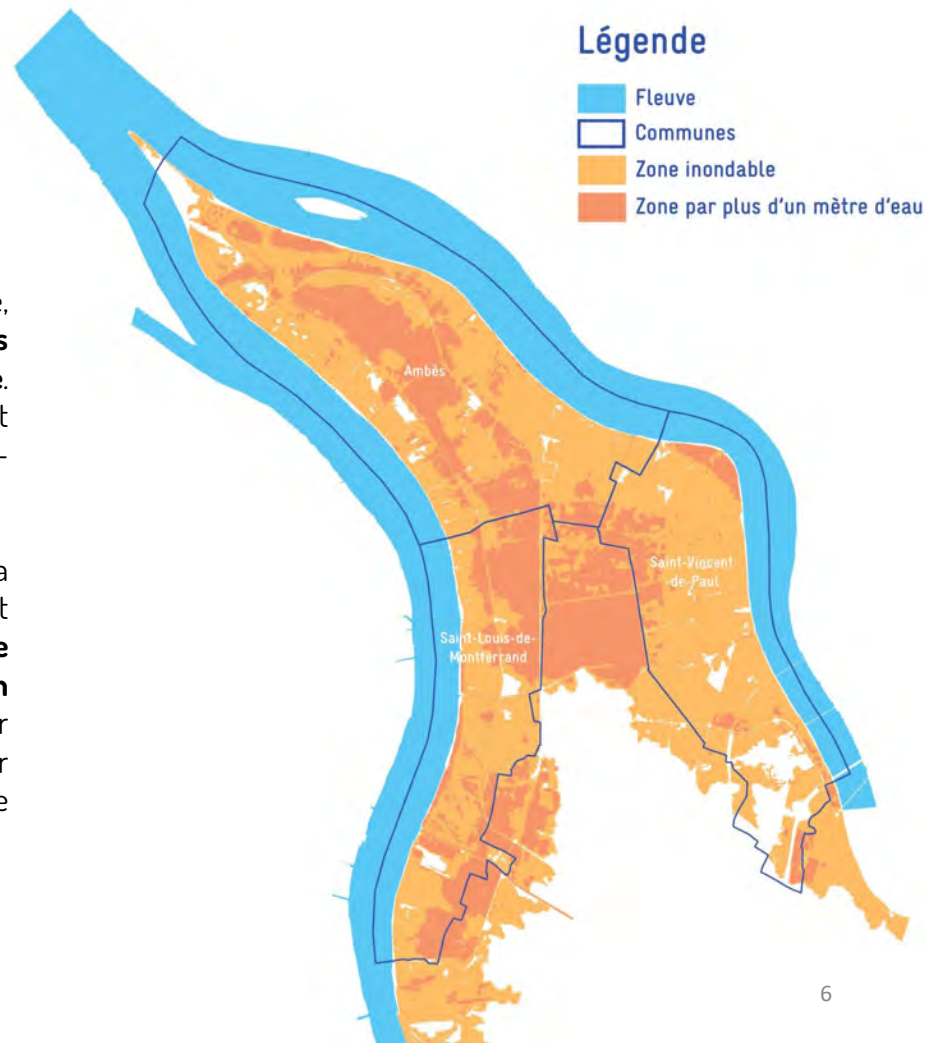 e,
s
e.
t
-
a
t
e
n
r
r
e
Légende
Fleuve
Communes
Zone inondable
Zone par plus d'un mètre d'eau
Ambès
Saint-Vincent
-de-Paul
Saint-Louis-de-
Montferrand
6